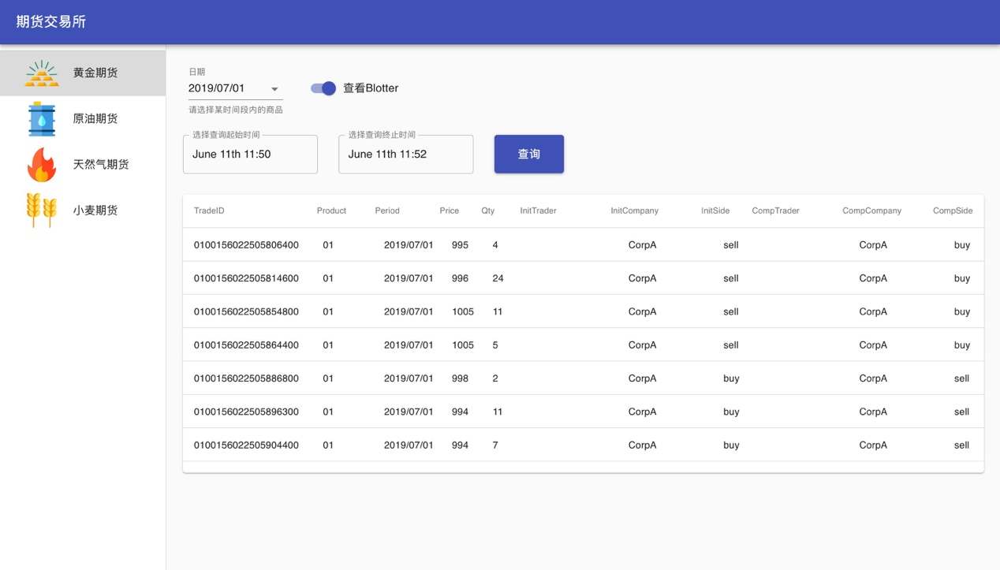 期货交易所
黄金期货
原油期货
天然气期货
小麦期货
日期
2019/07/01
查看Blotter
请选择某时间段内的商品
选择查询起始时间 选择查询终止时间
June 11th 11:50 June 11th 11:52 查询
TradeID Product Period Price Qty InitTrader InitCompany InitSide CompTrader CompCompany CompSide
0100156022505806400 01 2019/07/01 995 4 CorpA sell CorpA buy
0100156022505814600 01 2019/07/01 996 24 CorpA sell CorpA buy
0100156022505854800 01 2019/07/01 1005 11 CorpA sell CorpA buy
0100156022505864400 01 2019/07/01 1005 5 CorpA sell CorpA buy
0100156022505886800 01 2019/07/01 998 2 CorpA buy CorpA sell
0100156022505896300 01 2019/07/01 994 11 CorpA buy CorpA sell
0100156022505904400 01 2019/07/01 994 7 CorpA buy CorpA sell